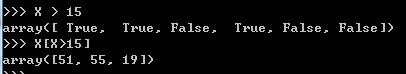 >>> X > 15
array([ True,  True, False,  True, False, False])
>>> X[X>15]
array([51, 55, 19])
>>>